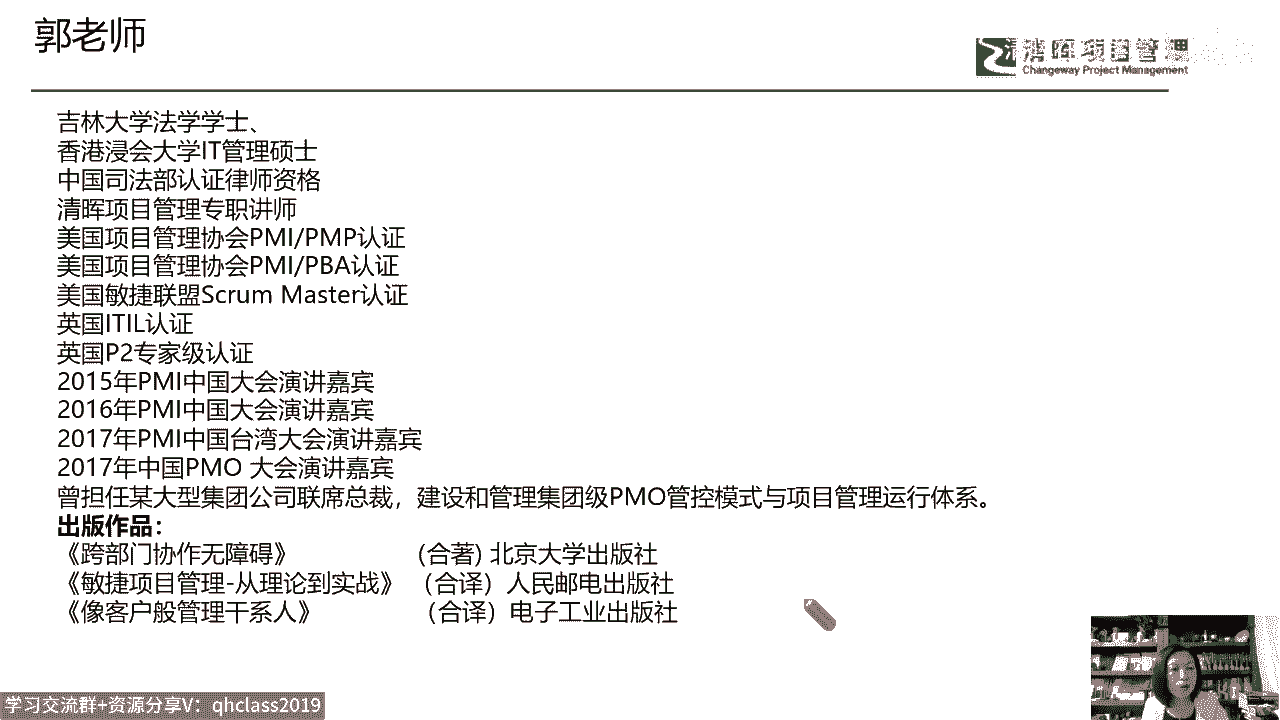 郭老师
清晖项目管理
Changeway Project Management
吉林大学法学学士、
香港浸会大学IT管理硕士
中国司法部认证律师资格
清晖项目管理专职讲师
美国项目管理协会PMI/PMP认证
美国项目管理协会PMI/PBA认证
美国敏捷联盟Scrum Master认证
英国ITIL认证
英国P2专家级认证
2015年PMI中国大会演讲嘉宾
2016年PMI中国大会演讲嘉宾
2017年PMI中国台湾大会演讲嘉宾
2017年中国PMO 大会演讲嘉宾
曾担任某大型集团公司联席总裁，建设和管理集团级PMO管控模式与项目管理运行体系。
出版作品：
《跨部门协作无障碍》 (合著) 北京大学出版社
《敏捷项目管理-从理论到实战》 （合译）人民邮电出版社
《像客户般管理干系人》 （合译）电子工业出版社
学习交流群+资源分享V：qhclass2019